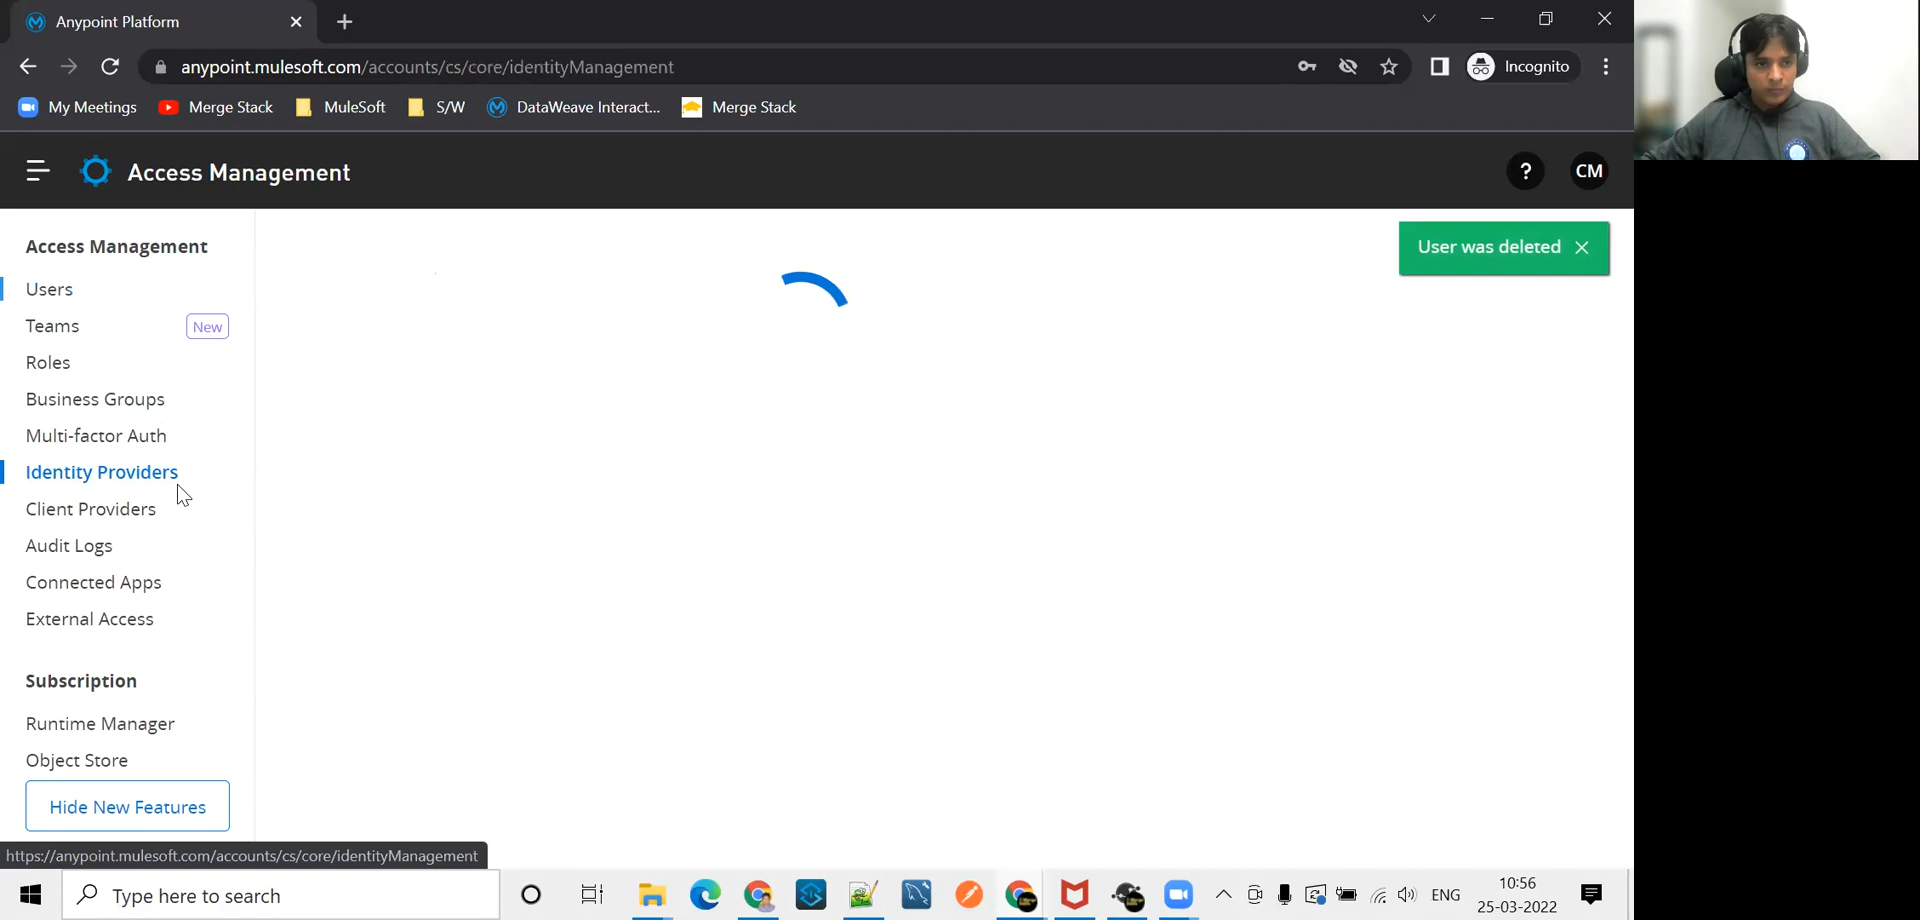 Anypoint Platform
anypoint.mulesoft.com/accounts/cs/core/identityManagement
Incognito
My Meetings
Merge Stack
MuleSoft
S/W
DataWeave Interact...
Merge Stack
Access Management
?
CM
Access Management
Users
Teams
New
Roles
Business Groups
Multi-factor Auth
Identity Providers
Client Providers
Audit Logs
Connected Apps
External Access
Subscription
Runtime Manager
Object Store
Hide New Features
User was deleted
https://anypoint.mulesoft.com/accounts/cs/core/identityManagement
Type here to search
ENG
10:56
25-03-2022